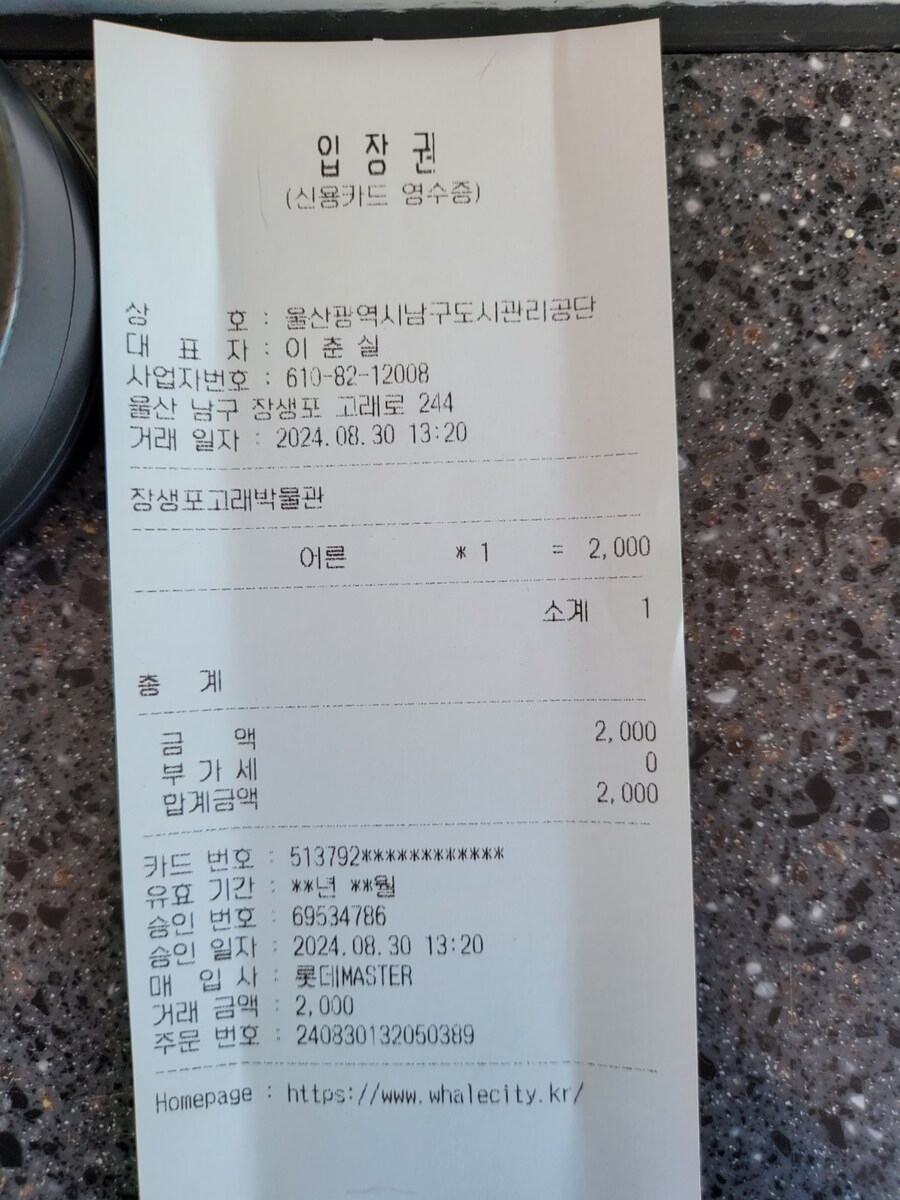 입 장 권
(신용카드 영수증)
상 호 : 울산광역시남구도시관리공단
대 표 자 : 이 춘 실
사업자번호 : 610-82-12008
울산 남구 장생포 고래로 244
거래 일자 : 2024.08.30 13:20
장생포고래박물관
어른 * 1 = 2,000
소계 1
총 계
금 액 2,000
부 가 세 0
합계금액 2,000
카드 번호 : 513792************
유효 기간 : **년 **월
승인 번호 : 69534786
승인 일자 : 2024.08.30 13:20
매 입 사 : 롯데MASTER
거래 금액 : 2,000
주문 번호 : 240830132050389
Homepage : https://www.whalecity.kr/